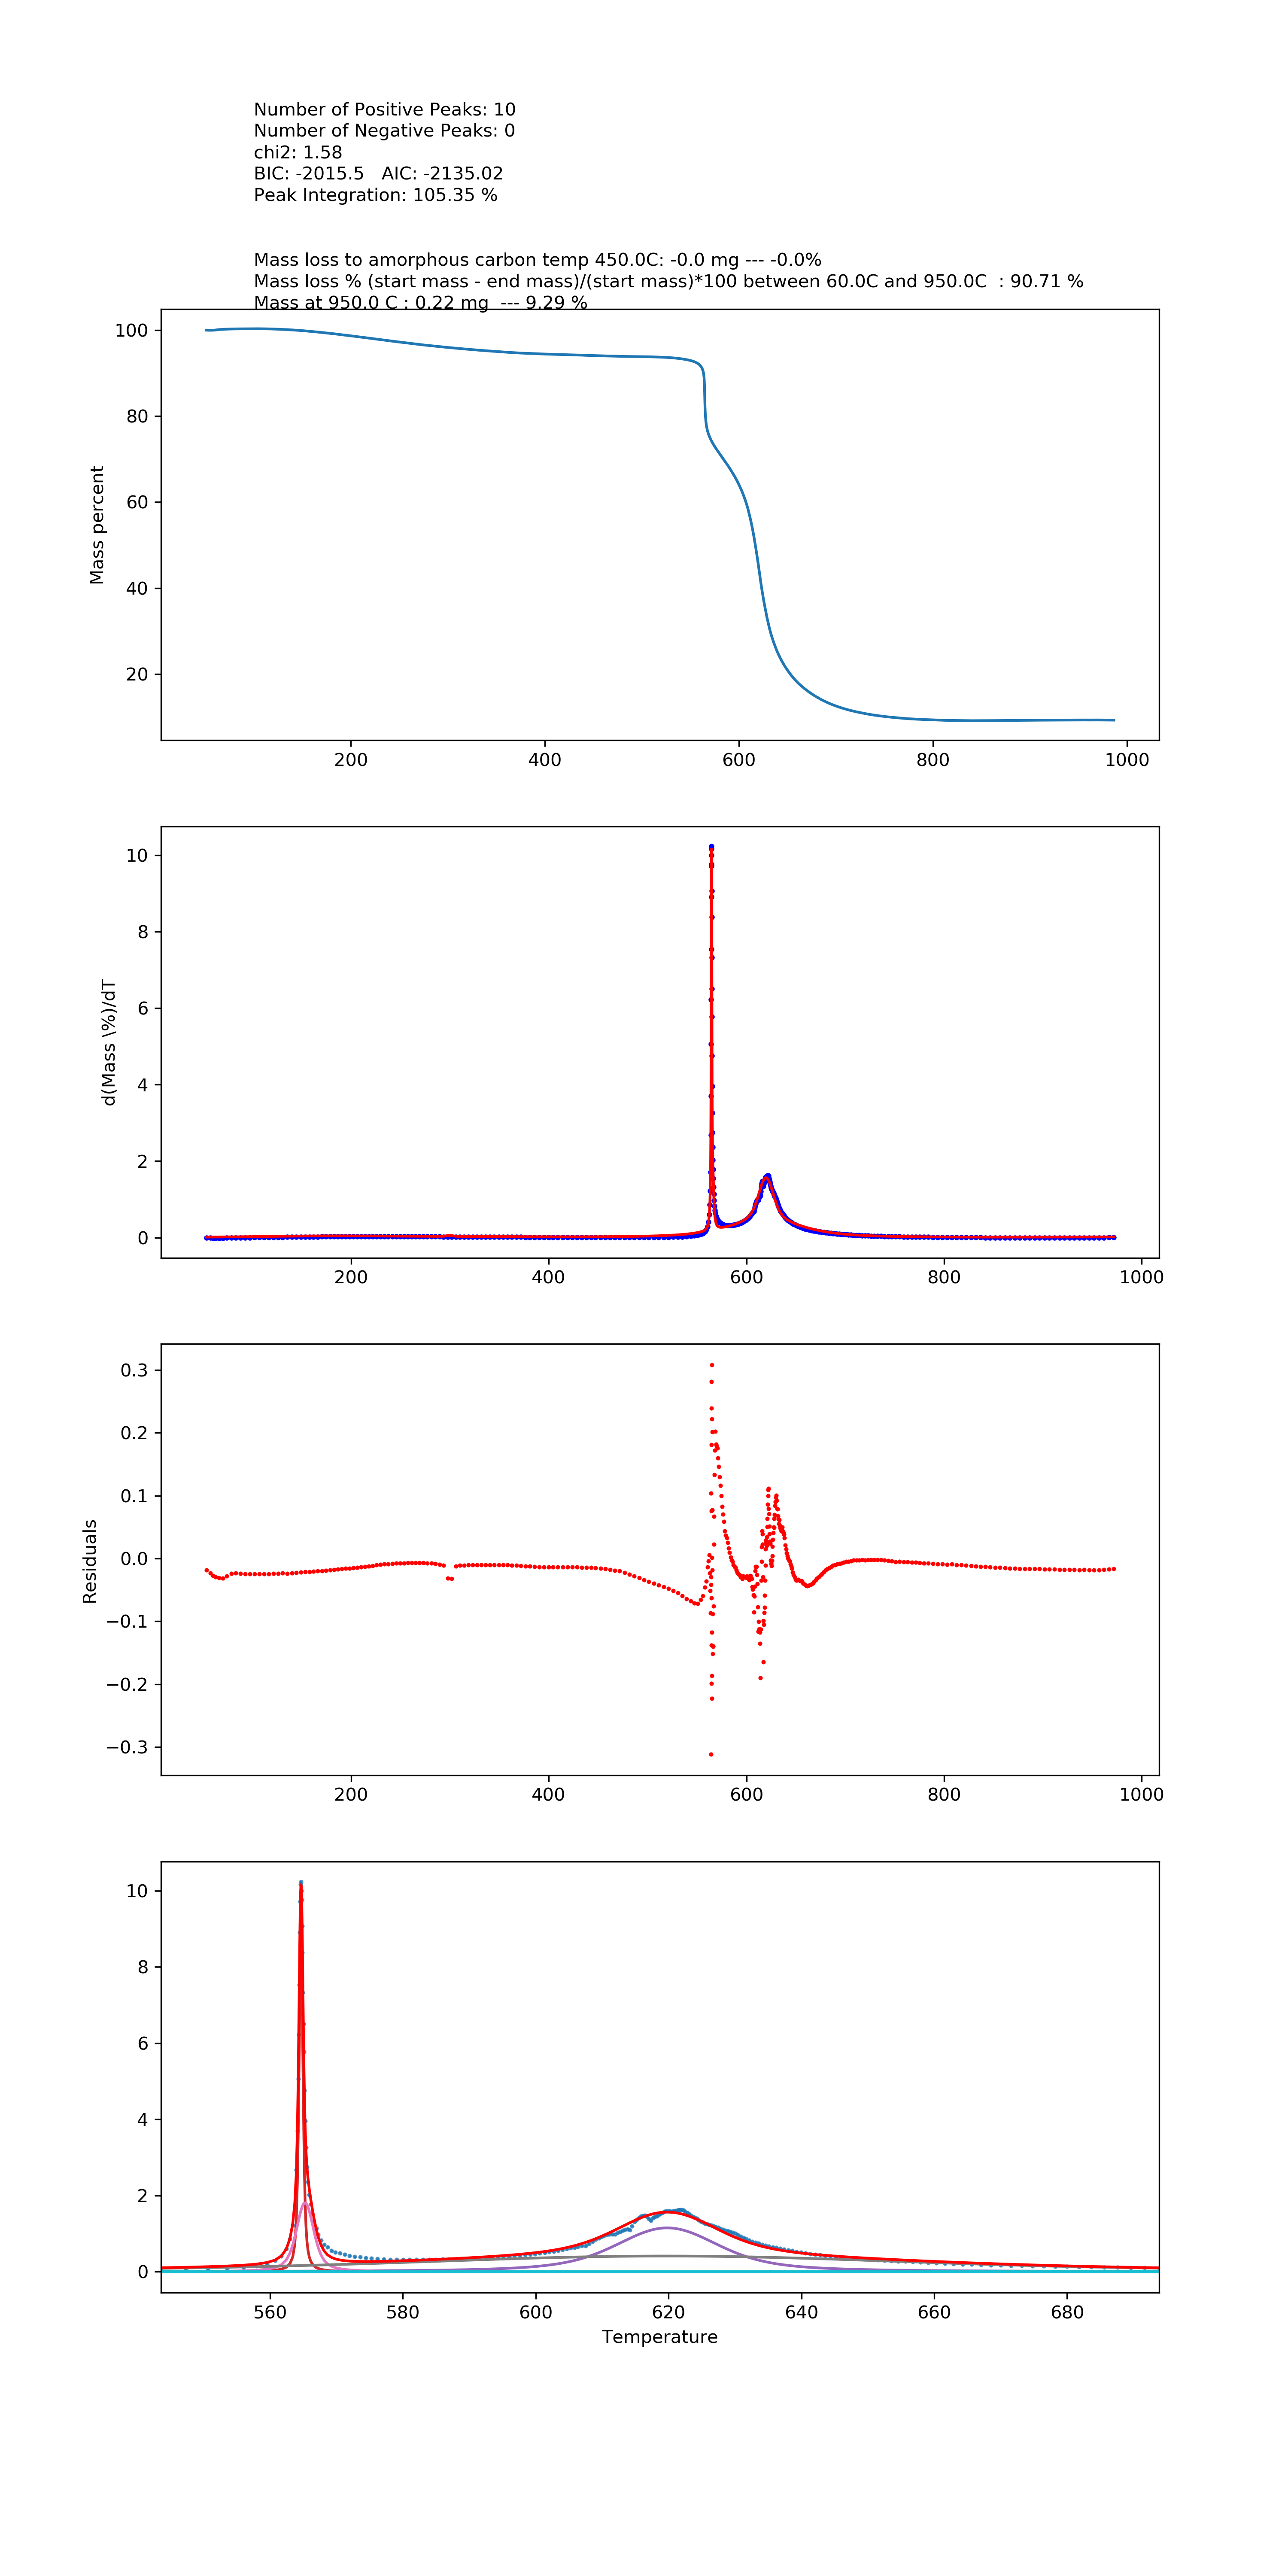 Number of Positive Peaks: 10
Number of Negative Peaks: 0
chi2: 1.58
BIC: -2015.5   AIC: -2135.02
Peak Integration: 105.35 %
Mass loss to amorphous carbon temp 450.0C: -0.0 mg --- -0.0%
Mass loss % (start mass - end mass)/(start mass)*100 between 60.0C and 950.0C  : 90.71 %
Mass at 950.0 C : 0.22 mg  --- 9.29 %
100
80
60
40
20
Mass percent
200 400 600 800 1000
10
8
6
4
2
0
d(Mass \%)/dT
200 400 600 800 1000
0.3
0.2
0.1
0.0
−0.1
−0.2
−0.3
Residuals
200 400 600 800 1000
10
8
6
4
2
0
560 580 600 620 640 660 680
Temperature